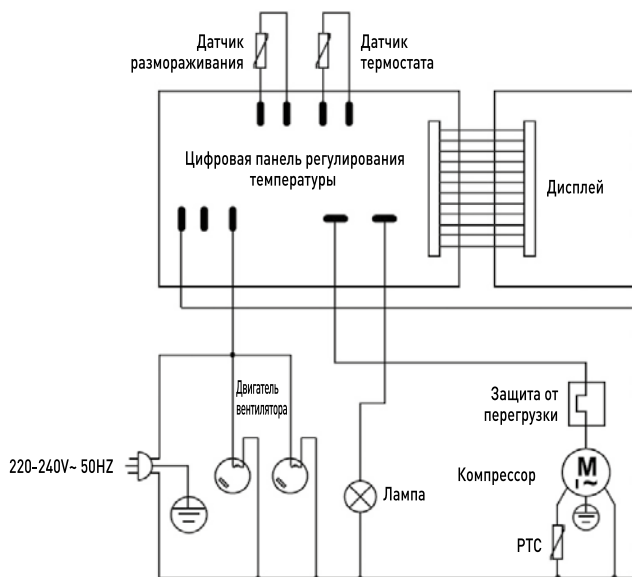 Датчик
размораживания
Датчик
термостата
Цифровая панель регулирования
температуры
Дисплей
Двигатель
вентилятора
Защита от
перегрузки
220-240V~ 50HZ
Лампа
Компрессор
M
1~
PTC